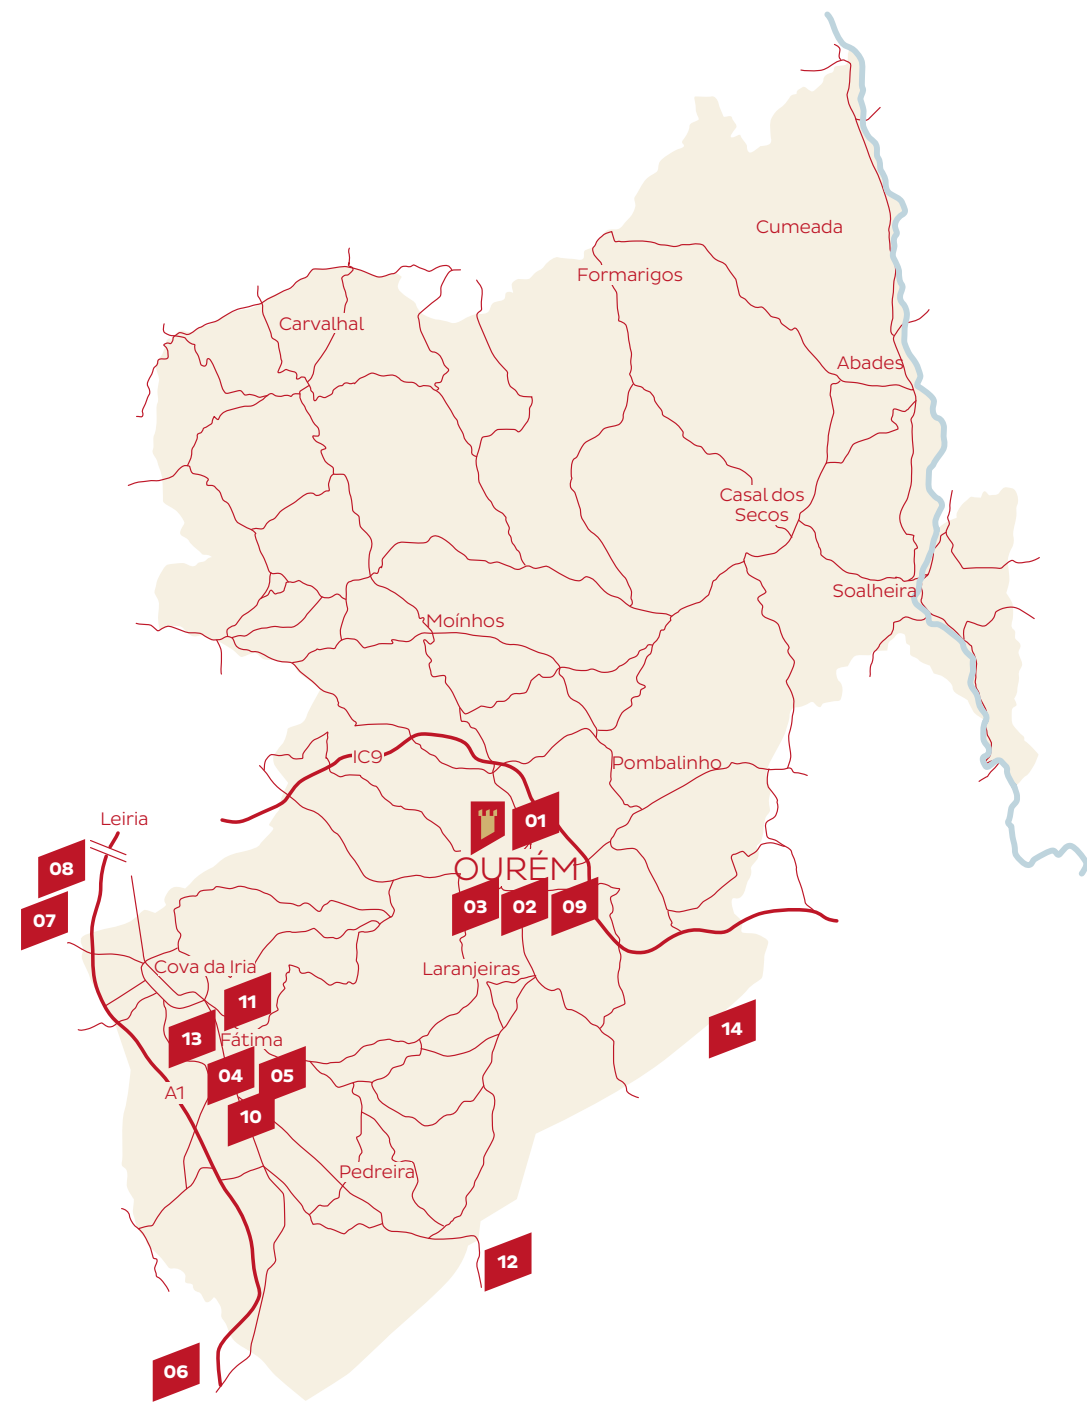 Cumeada
Formarigos
Carvalhal
Abades
Casal dos
Secos
Soalheira
Moínhos
IC9
Pombalinho
Leiria
01
OURÉM
08
03
02
09
07
Cova da Iria
Laranjeiras
11
14
13
Fátima
04
05
A1
10
Pedreira
12
06